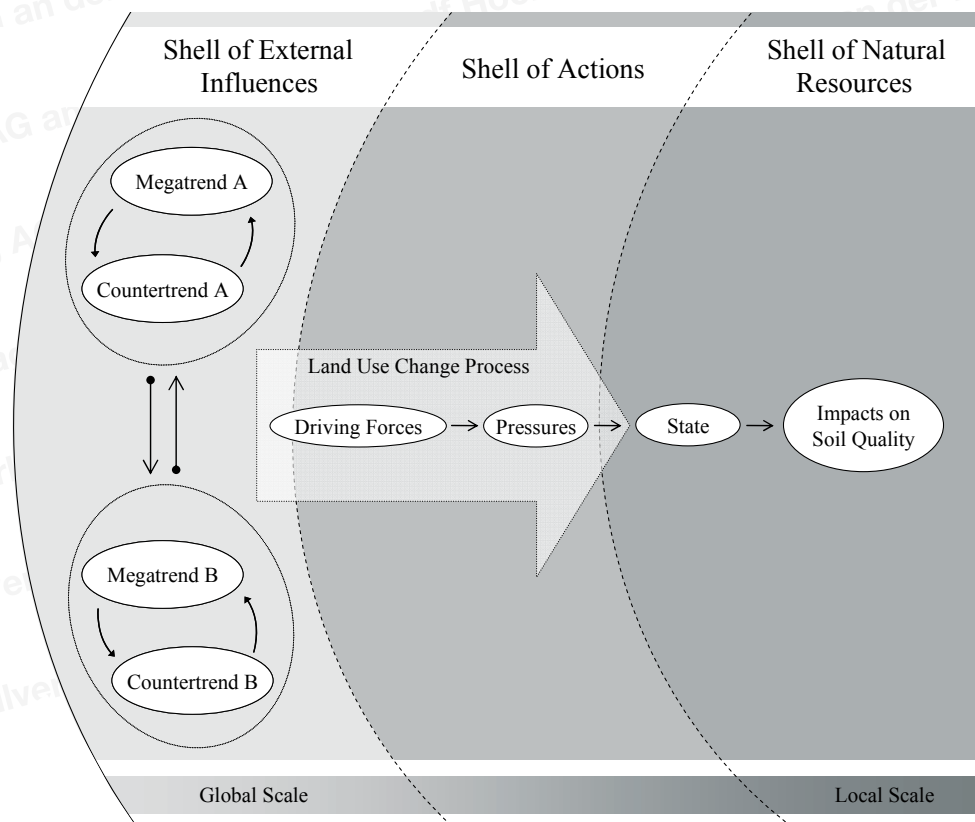 Shell of External
Influences
Shell of Actions
Shell of Natural
Resources
Megatrend A
Countertrend A
Land Use Change Process
Driving Forces
Pressures
State
Impacts on
Soil Quality
Megatrend B
Countertrend B
Global Scale
Local Scale